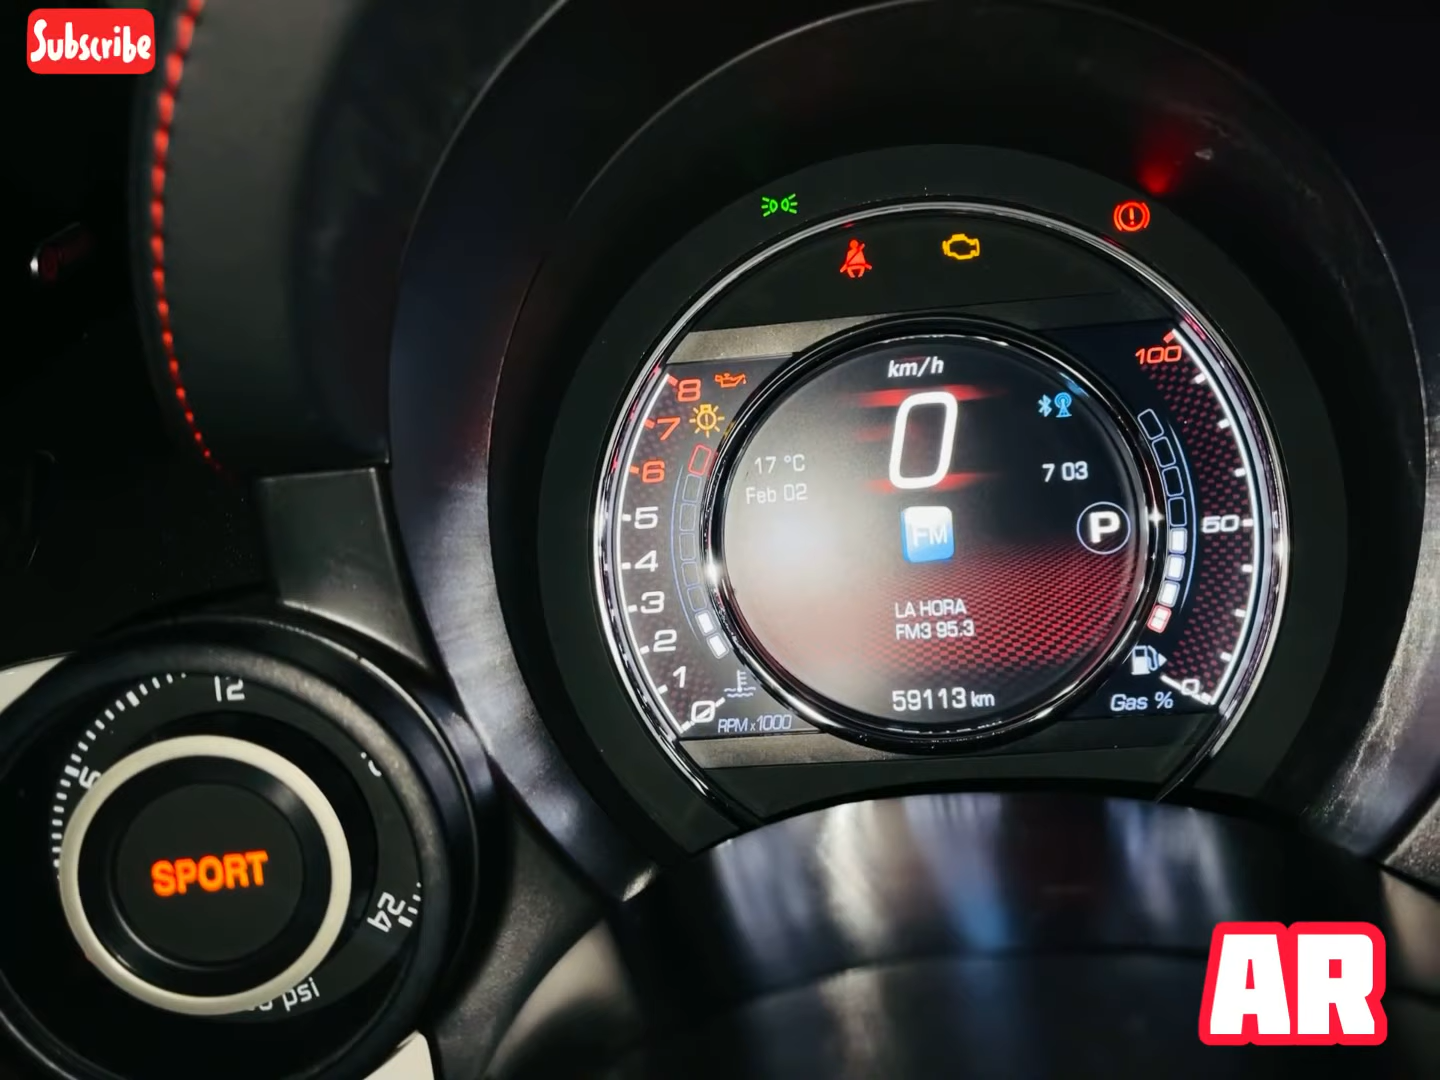 Subscribe
km/h
0
8
7
6
5
4
3
2
1
0
RPM x1000
17 °C
Feb 02
7 03
P
FM
LA HORA
FM3 95.3
59113 km
100
50
0
Gas %
12
24
psi
SPORT
AR